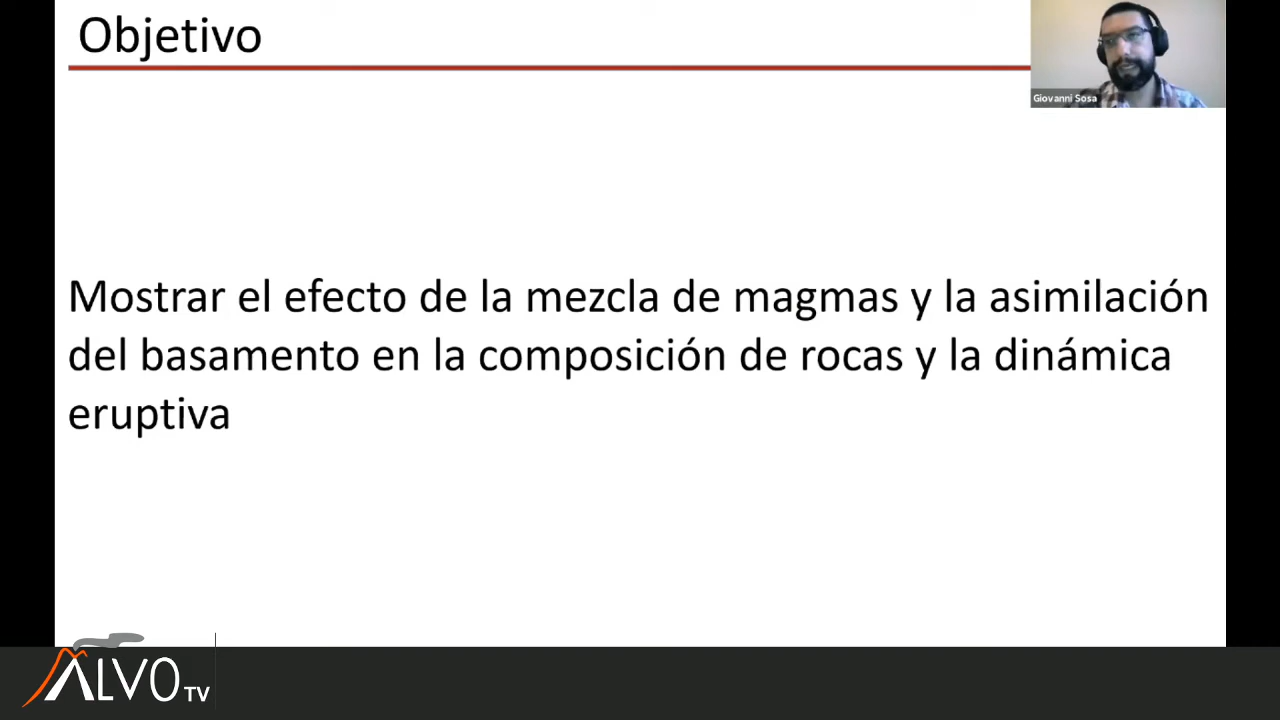 Objetivo
Giovanni Sosa
Mostrar el efecto de la mezcla de magmas y la asimilación
del basamento en la composición de rocas y la dinámica
eruptiva
ALVO TV